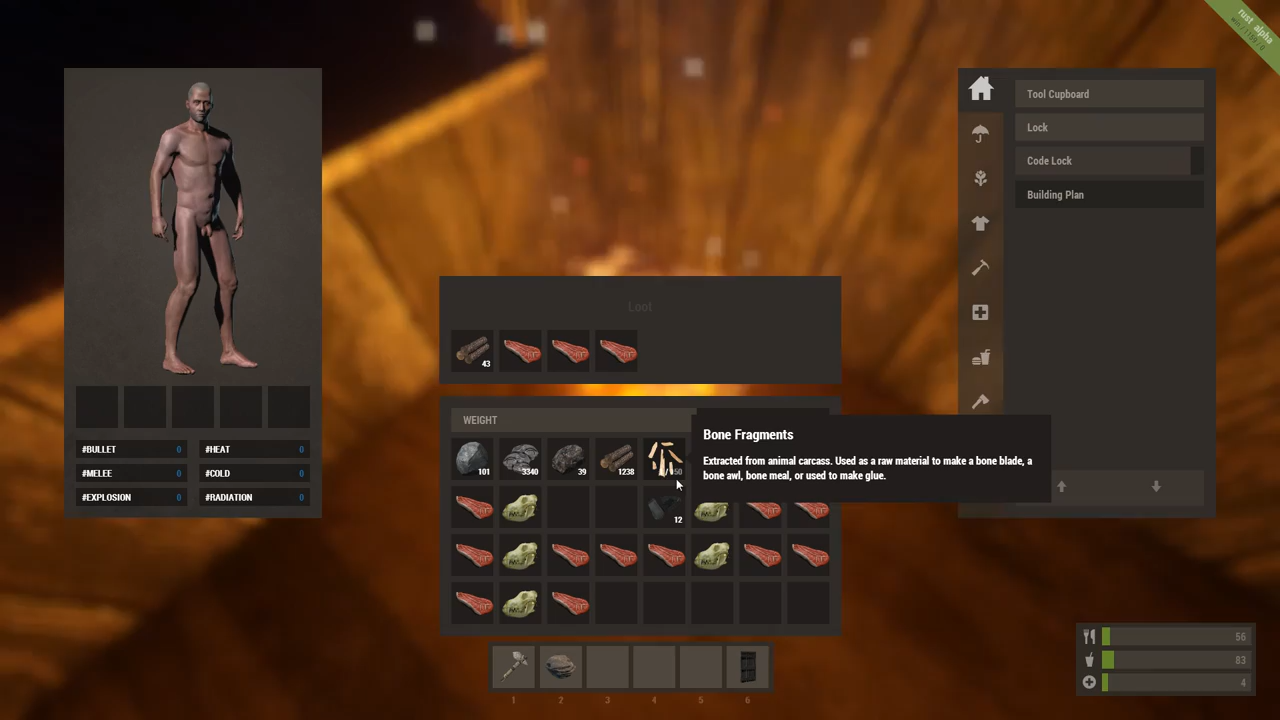 rust alpha
Tool Cupboard
Lock
Code Lock
Building Plan
Loot
43
WEIGHT
101
3340
39
1238
Bone Fragments
Extracted from animal carcass. Used as a raw material to make a bone blade, a
bone awl, bone meal, or used to make glue.
12
#BULLET 0
#HEAT 0
#MELEE 0
#COLD 0
#EXPLOSION 0
#RADIATION 0
1
2
3
4
5
6
56
83
4